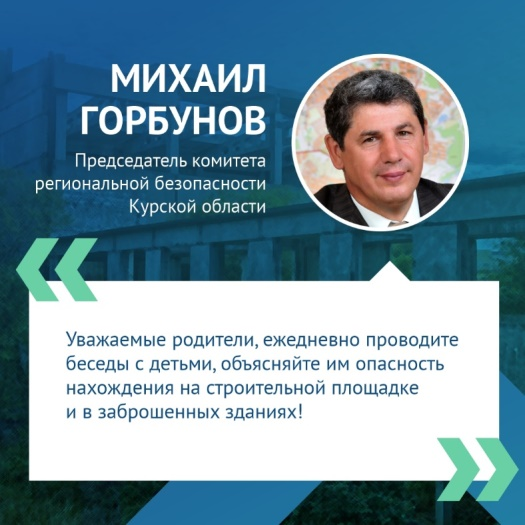 МИХАИЛ
ГОРБУНОВ
Председатель комитета
региональной безопасности
Курской области
Уважаемые родители, ежедневно проводите
беседы с детьми, объясняйте им опасность
нахождения на строительной площадке
и в заброшенных зданиях!